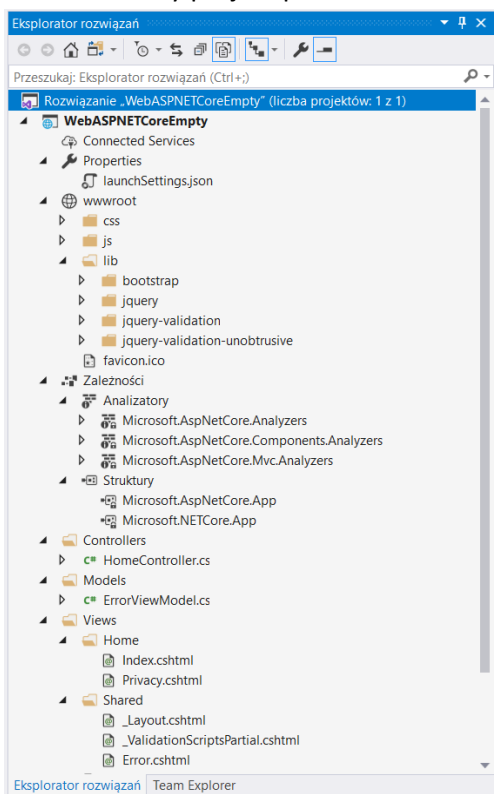 Eksplorator rozwiązań
Przeszukaj: Eksplorator rozwiązań (Ctrl+;)
Rozwiązanie „WebASPNETCoreEmpty” (liczba projektów: 1 z 1)
WebASPNETCoreEmpty
Connected Services
Properties
launchSettings.json
wwwroot
css
js
lib
bootstrap
jquery
jquery-validation
jquery-validation-unobtrusive
favicon.ico
Zależności
Analizatory
Microsoft.AspNetCore.Analyzers
Microsoft.AspNetCore.Components.Analyzers
Microsoft.AspNetCore.Mvc.Analyzers
Struktury
Microsoft.AspNetCore.App
Microsoft.NETCore.App
Controllers
C# HomeController.cs
Models
C# ErrorViewModel.cs
Views
Home
Index.cshtml
Privacy.cshtml
Shared
_Layout.cshtml
_ValidationScriptsPartial.cshtml
Error.cshtml
Eksplorator rozwiązań Team Explorer